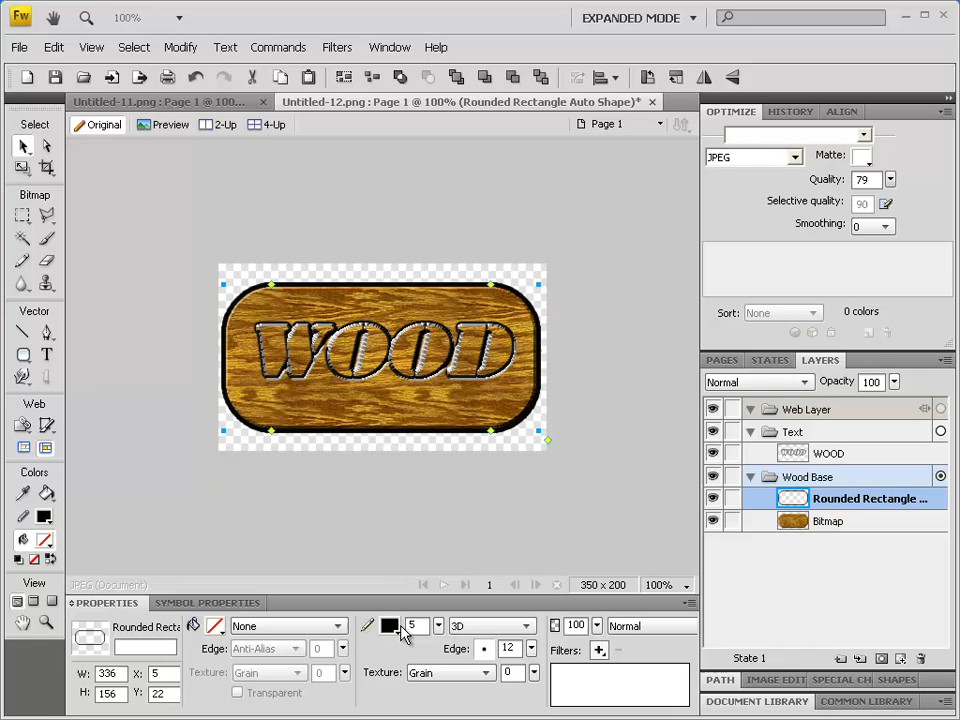 Fw 100% EXPANDED MODE
File Edit View Select Modify Commands Filters Text Window Help
Untitled-11.png : Page 1 @ 100... Untitled-12.png : Page 1 @ 100% (Rounded Rectangle Auto Shape)*
Original Preview 2-Up 4-Up Page 1
Select
Bitmap
Vector
Web
Colors
View
WOOD
JPEG (Document) 1 600 x 200 100%
350 x 200
OPTIMIZE HISTORY ALIGN
JPEG Matte:
Quality: 79
Selective quality: 90
Smoothing: 0
Sort: None 0 colors
PAGES STATES LAYERS
Normal Opacity 100
Web Layer
Text
WOOD
Wood Base
Rounded Rectangle ...
Bitmap
State 1
PATH IMAGE EDIT SPECIAL CH SHAPES
DOCUMENT LIBRARY COMMON LIBRARY
PROPERTIES SYMBOL PROPERTIES
Rounded Recta None 5 3D 100 Normal
Edge: Anti-Alias 0 Edge: 12 Filters:
W: 336 X: 5 Texture: Grain 0 Texture: Grain 0
H: 156 Y: 22 Transparent